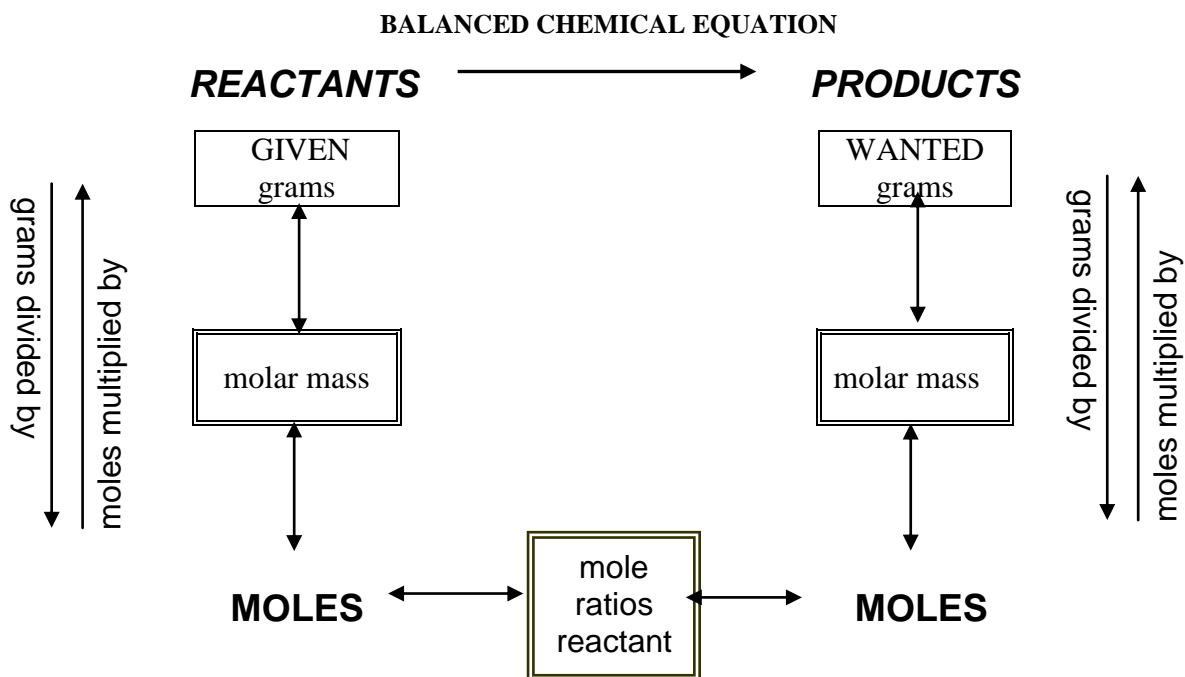 BALANCED CHEMICAL EQUATION
REACTANTS
PRODUCTS
GIVEN
grams
WANTED
grams
grams divided by
moles multiplied by
grams divided by
moles multiplied by
molar mass
molar mass
mole
ratios
reactant
MOLES
MOLES